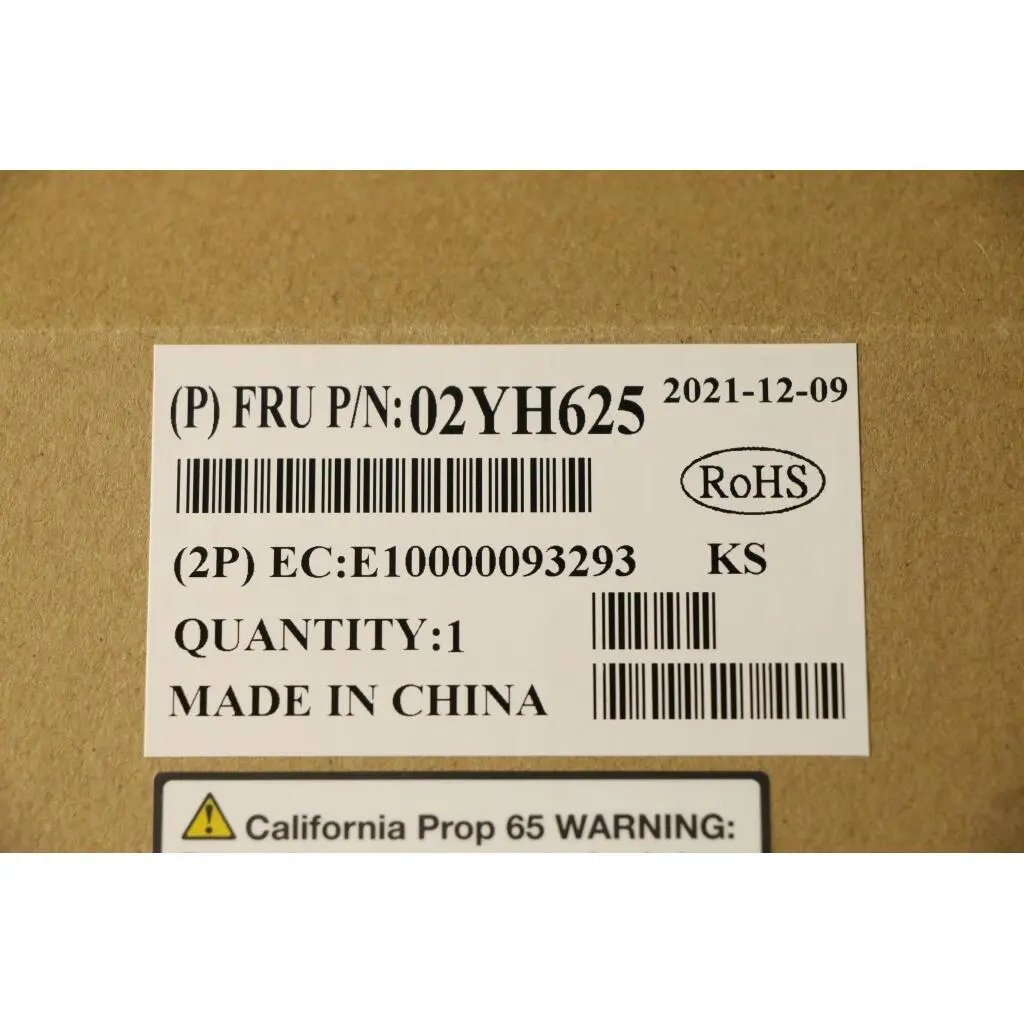 (P) FRU P/N:02YH625 2021-12-09
RoHS
(2P) EC:E10000093293 KS
QUANTITY:1
MADE IN CHINA
California Prop 65 WARNING: